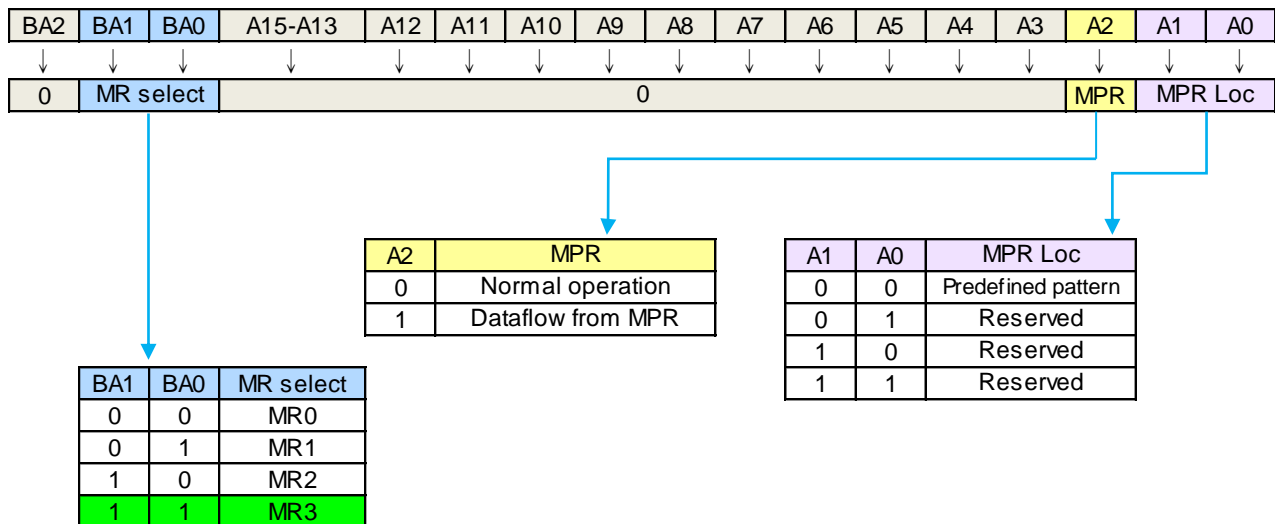 BA2 BA1 BA0 A15-A13 A12 A11 A10 A9 A8 A7 A6 A5 A4 A3 A2 A1 A0
0 MR select 0 MPR MPR Loc
A2 MPR
0 Normal operation
1 Dataflow from MPR
A1 A0 MPR Loc
0 0 Predefined pattern
0 1 Reserved
1 0 Reserved
1 1 Reserved
BA1 BA0 MR select
0 0 MR0
0 1 MR1
1 0 MR2
1 1 MR3